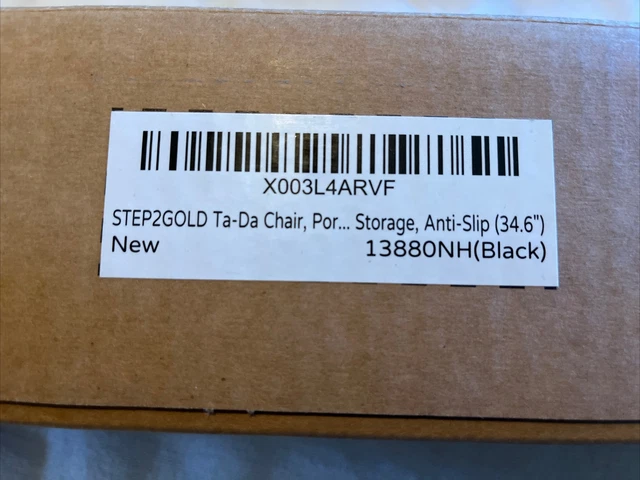 X003L4ARVF
STEP2GOLD Ta-Da Chair, Por... Storage, Anti-Slip (34.6")
New 13880NH(Black)